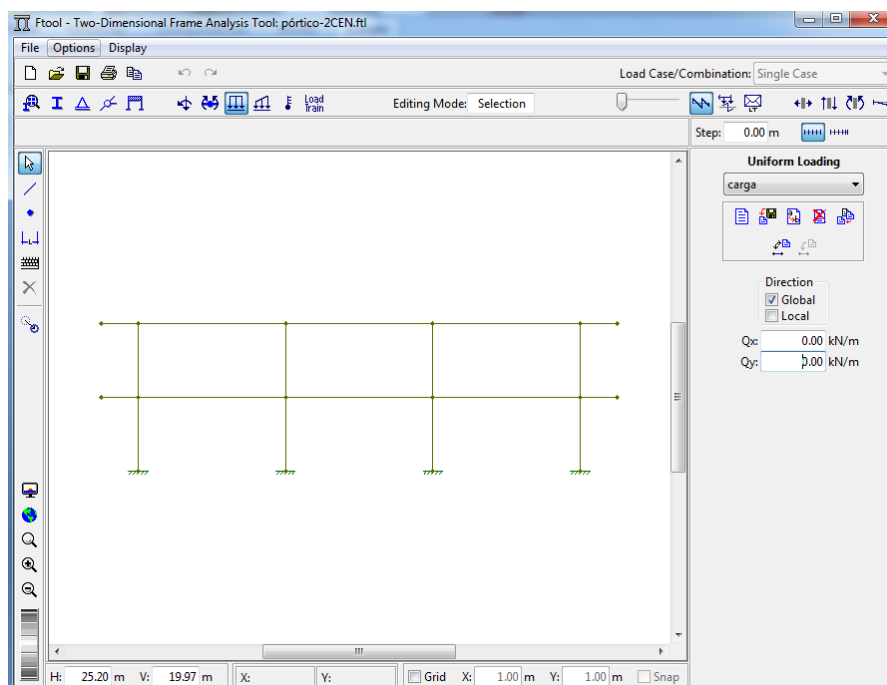 Ftool - Two-Dimensional Frame Analysis Tool: pórtico-2CEN.ftl
File Options Display
Load Case/Combination: Single Case
Load
Train
Editing Mode: Selection
LT
Step: 0.00 m
Uniform Loading
carga
Direction
Global
Local
Qx: 0.00 kN/m
Qy: 0.00 kN/m
H: 25.20 m V: 19.97 m X: Y: Grid X: 1.00 m Y: 1.00 m Snap